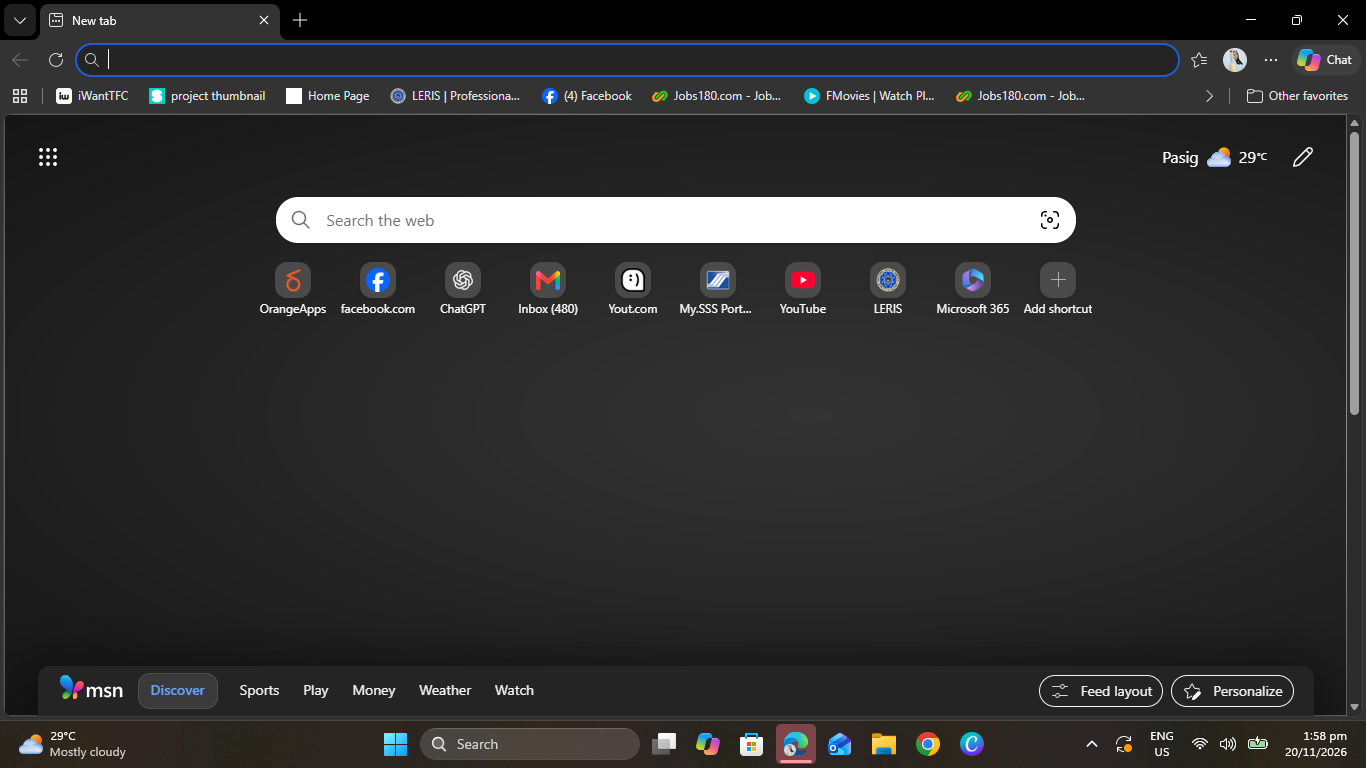 New tab
Chat
iWantTFC
project thumbnail
Home Page
LERIS | Professiona...
(4) Facebook
Jobs180.com - Job...
FMovies | Watch Pl...
Jobs180.com - Job...
Other favorites
Pasig 29°C
Search the web
OrangeApps
facebook.com
ChatGPT
Inbox (480)
Yout.com
My.SSS Port...
YouTube
LERIS
Microsoft 365
Add shortcut
msn
Discover
Sports
Play
Money
Weather
Watch
Feed layout
Personalize
29°C
Mostly cloudy
Search
ENG
US
1:58 pm
20/11/2026